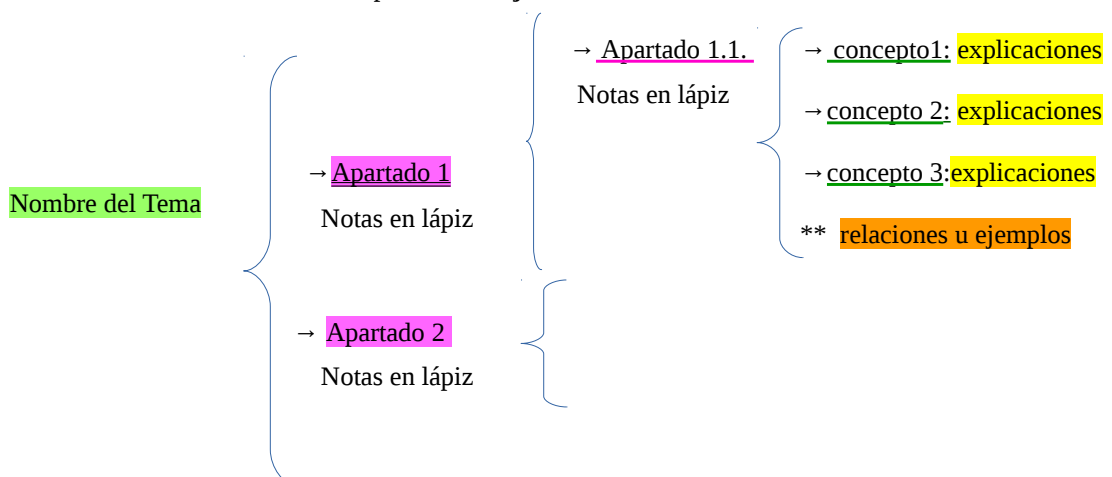 Nombre del Tema
→Apartado 1
Notas en lápiz
→ Apartado 1.1.
Notas en lápiz
→ concepto1: explicaciones
→concepto 2: explicaciones
→concepto 3:explicaciones
** relaciones u ejemplos
→ Apartado 2
Notas en lápiz